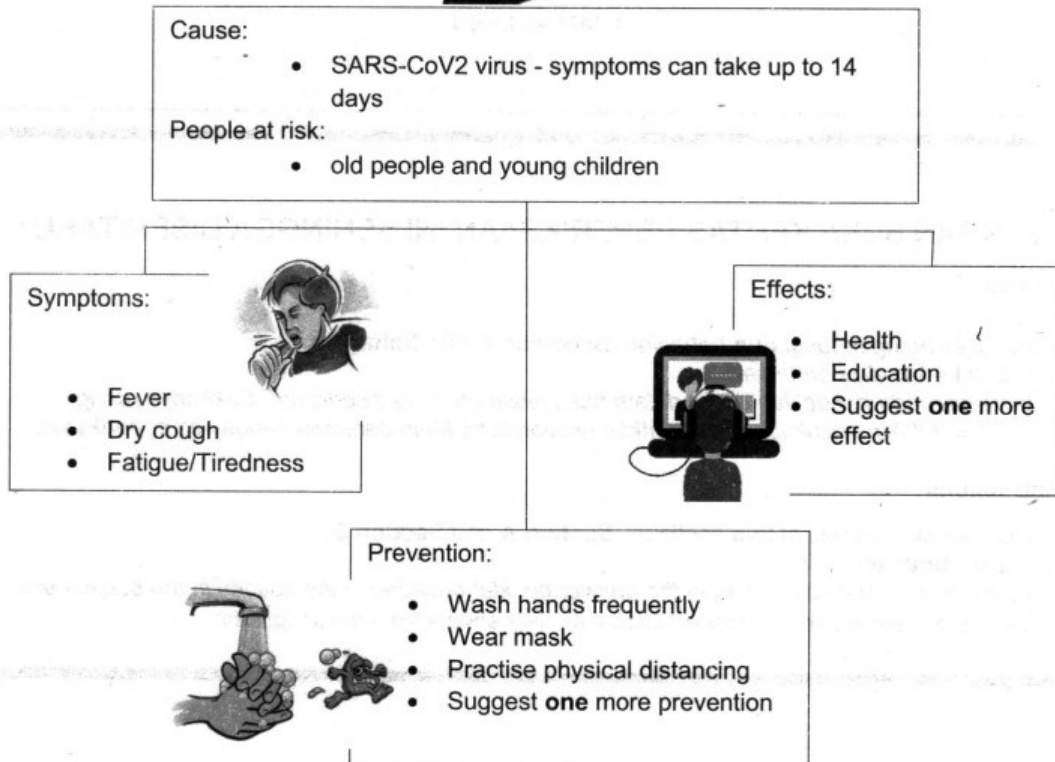 Cause:
• SARS-CoV2 virus - symptoms can take up to 14
days
People at risk:
• old people and young children
Symptoms:
• Fever
• Dry cough
• Fatigue/Tiredness
Effects:
• Health
• Education
• Suggest one more
effect
Prevention:
• Wash hands frequently
• Wear mask
• Practise physical distancing
• Suggest one more prevention